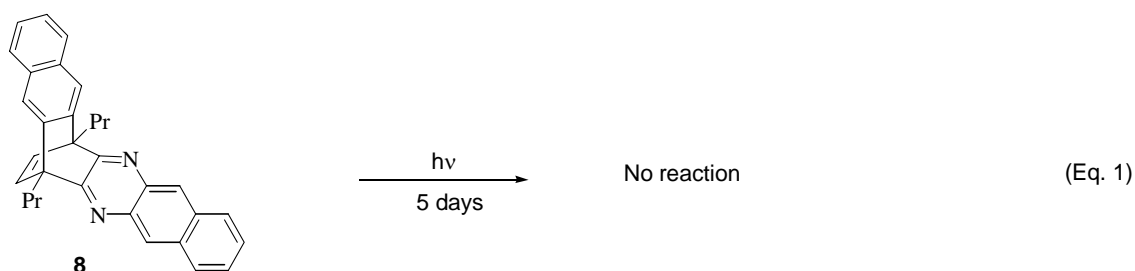 Pr
N
hν
No reaction
(Eq. 1)
5 days
Pr
N
8